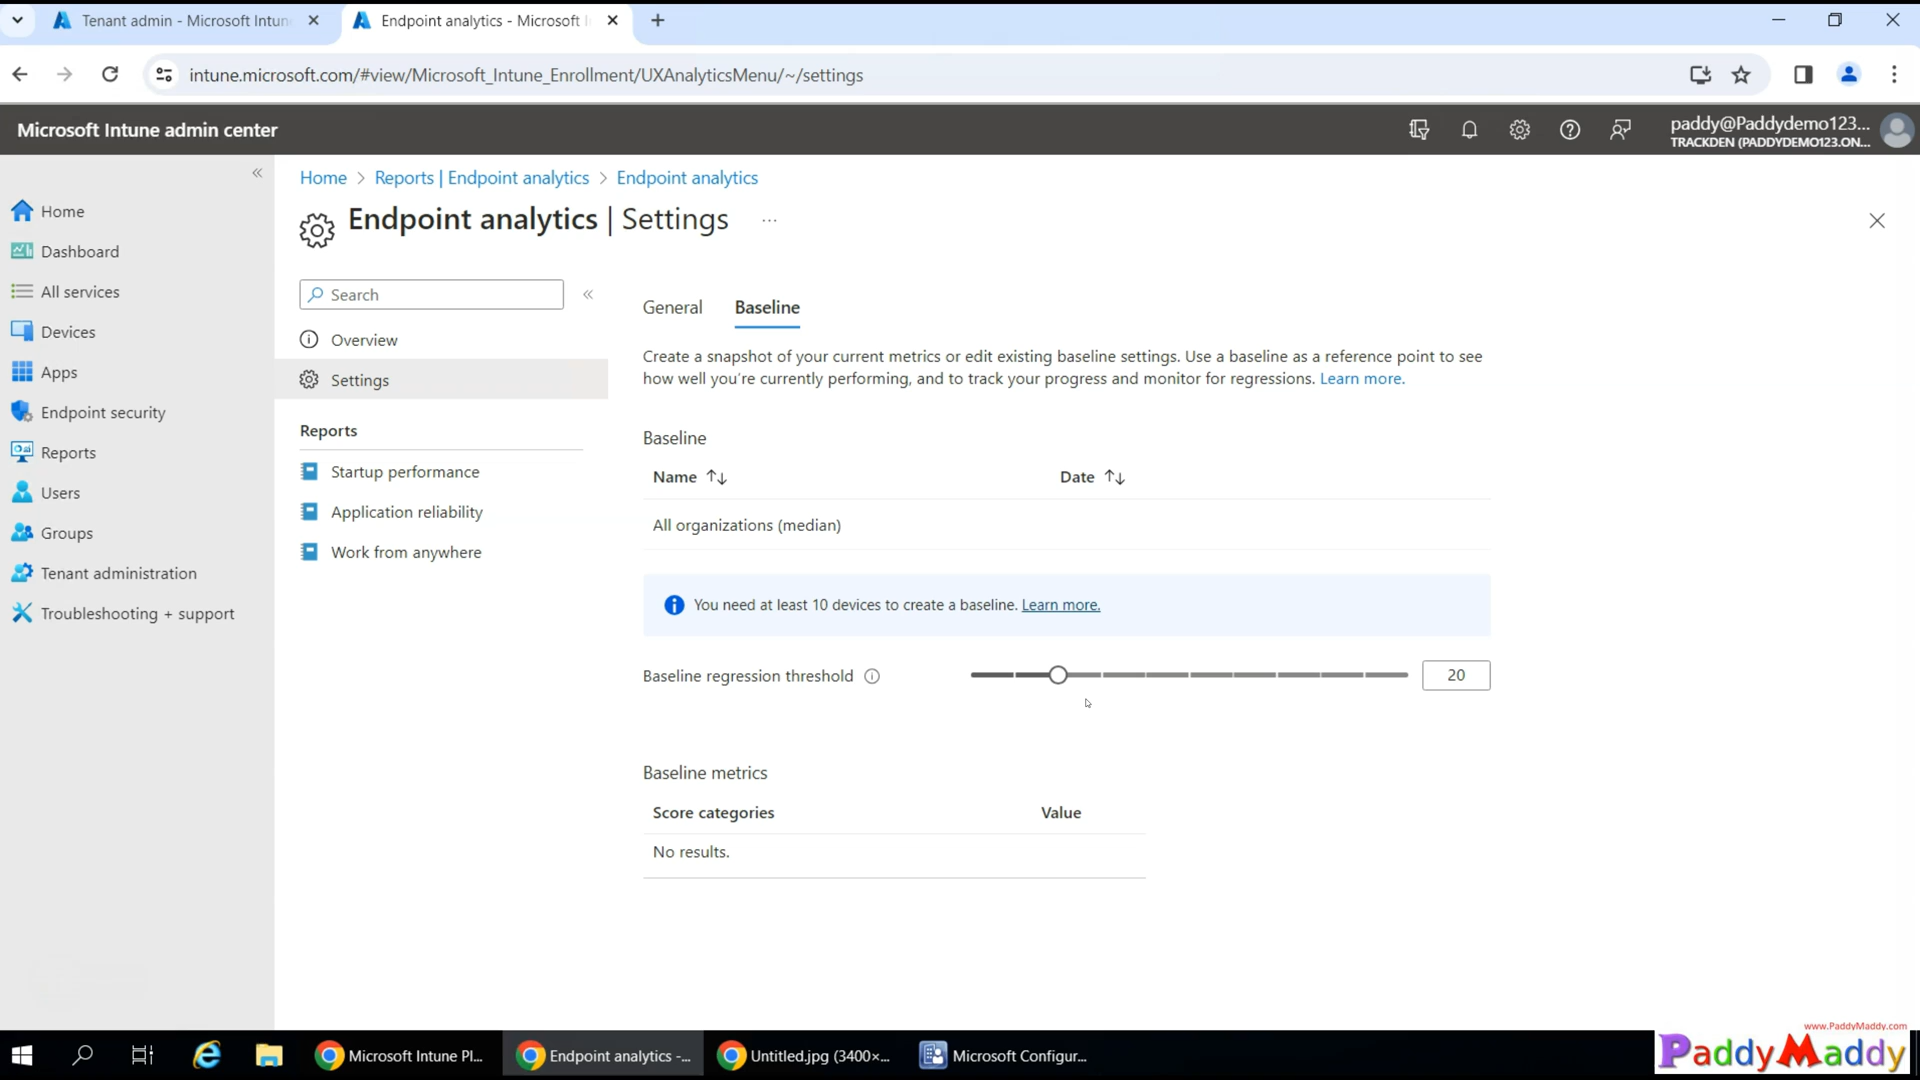 Tenant admin - Microsoft Intun
Endpoint analytics - Microsoft I
intune.microsoft.com/#view/Microsoft_Intune_Enrollment/UXAnalyticsMenu/~/settings
Microsoft Intune admin center
paddy@Paddydemo123...
TRACKDEN (PADDYDEMO123.ON...
Home
Dashboard
All services
Devices
Apps
Endpoint security
Reports
Users
Groups
Tenant administration
Troubleshooting + support
Home > Reports | Endpoint analytics > Endpoint analytics
Endpoint analytics | Settings ...
Search
Overview
Settings
Reports
Startup performance
Application reliability
Work from anywhere
General Baseline
Create a snapshot of your current metrics or edit existing baseline settings. Use a baseline as a reference point to see
how well you're currently performing, and to track your progress and monitor for regressions. Learn more.
Baseline
Name Date
All organizations (median)
You need at least 10 devices to create a baseline. Learn more.
Baseline regression threshold 20
Baseline metrics
Score categories Value
No results.
Microsoft Intune Pl...
Endpoint analytics -...
Untitled.jpg (3400×...
Microsoft Configur...
www.PaddyMaddy.com
PaddyMaddy